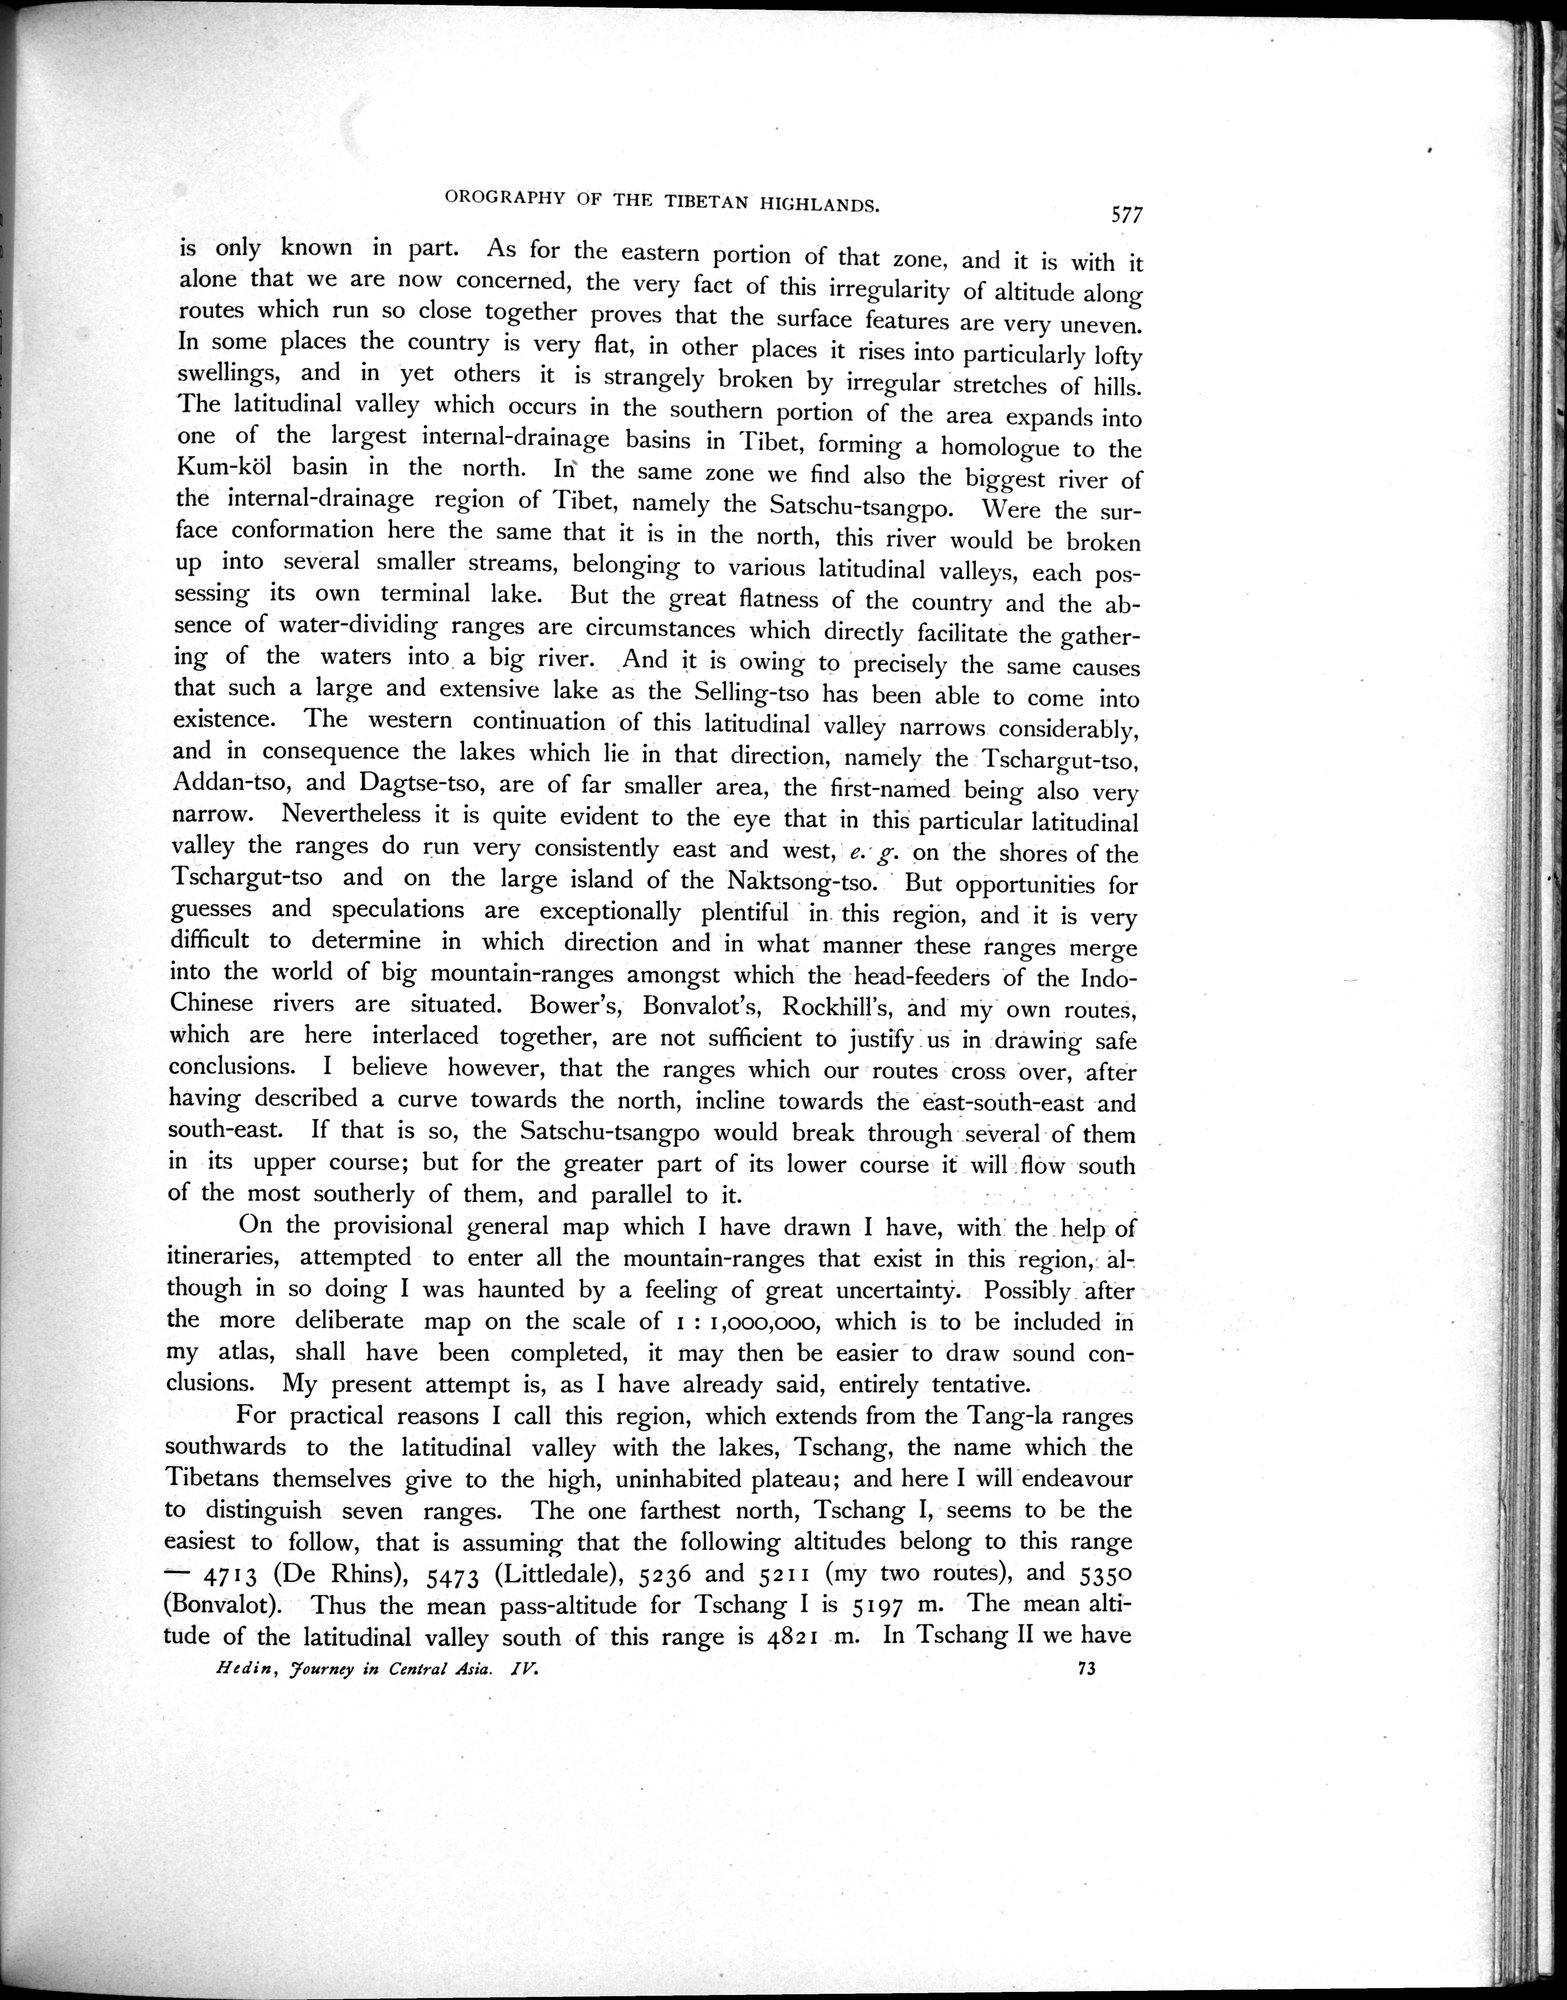 OROGRAPHY OF THE TIBETAN HIGHLANDS.
577
is only known in part. As for the eastern portion of that zone, and it is with it
alone that we are now concerned, the very fact of this irregularity of altitude along
routes which run so close together proves that the surface features are very uneven.
In some places the country is very flat, in other places it rises into particularly lofty
swellings, and in yet others it is strangely broken by irregular stretches of hills.
The latitudinal valley which occurs in the southern portion of the area expands into
one of the largest internal-drainage basins in Tibet, forming a homologue to the
Kum-köl basin in the north. In the same zone we find also the biggest river of
the internal-drainage region of Tibet, namely the Satschu-tsangpo. Were the sur-
face conformation here the same that it is in the north, this river would be broken
up into several smaller streams, belonging to various latitudinal valleys, each pos-
sessing its own terminal lake. But the great flatness of the country and the ab-
sence of water-dividing ranges are circumstances which directly facilitate the gather-
ing of the waters into a big river. And it is owing to precisely the same causes
that such a large and extensive lake as the Selling-tso has been able to come into
existence. The western continuation of this latitudinal valley narrows considerably,
and in consequence the lakes which lie in that direction, namely the Tschargut-tso,
Addan-tso, and Dagtse-tso, are of far smaller area, the first-named being also very
narrow. Nevertheless it is quite evident to the eye that in this particular latitudinal
valley the ranges do run very consistently east and west, e. g. on the shores of the
Tschargut-tso and on the large island of the Naktsong-tso. But opportunities for
guesses and speculations are exceptionally plentiful in this region, and it is very
difficult to determine in which direction and in what manner these ranges merge
into the world of big mountain-ranges amongst which the head-feeders of the Indo-
Chinese rivers are situated. Bower's, Bonvalot's, Rockhill's, and my own routes,
which are here interlaced together, are not sufficient to justify us in drawing safe
conclusions. I believe however, that the ranges which our routes cross over, after
having described a curve towards the north, incline towards the east-south-east and
south-east. If that is so, the Satschu-tsangpo would break through several of them
in its upper course; but for the greater part of its lower course it will flow south
of the most southerly of them, and parallel to it.
On the provisional general map which I have drawn I have, with the help of
itineraries, attempted to enter all the mountain-ranges that exist in this region, al-
though in so doing I was haunted by a feeling of great uncertainty. Possibly after
the more deliberate map on the scale of 1 : 1,000,000, which is to be included in
my atlas, shall have been completed, it may then be easier to draw sound con-
clusions. My present attempt is, as I have already said, entirely tentative.
For practical reasons I call this region, which extends from the Tang-la ranges
southwards to the latitudinal valley with the lakes, Tschang, the name which the
Tibetans themselves give to the high, uninhabited plateau; and here I will endeavour
to distinguish seven ranges. The one farthest north, Tschang I, seems to be the
easiest to follow, that is assuming that the following altitudes belong to this range
— 4713 (De Rhins), 5473 (Littledale), 5236 and 5211 (my two routes), and 5350
(Bonvalot). Thus the mean pass-altitude for Tschang I is 5197 m. The mean alti-
tude of the latitudinal valley south of this range is 4821 m. In Tschang II we have
Hedin, Journey in Central Asia. IV.
73